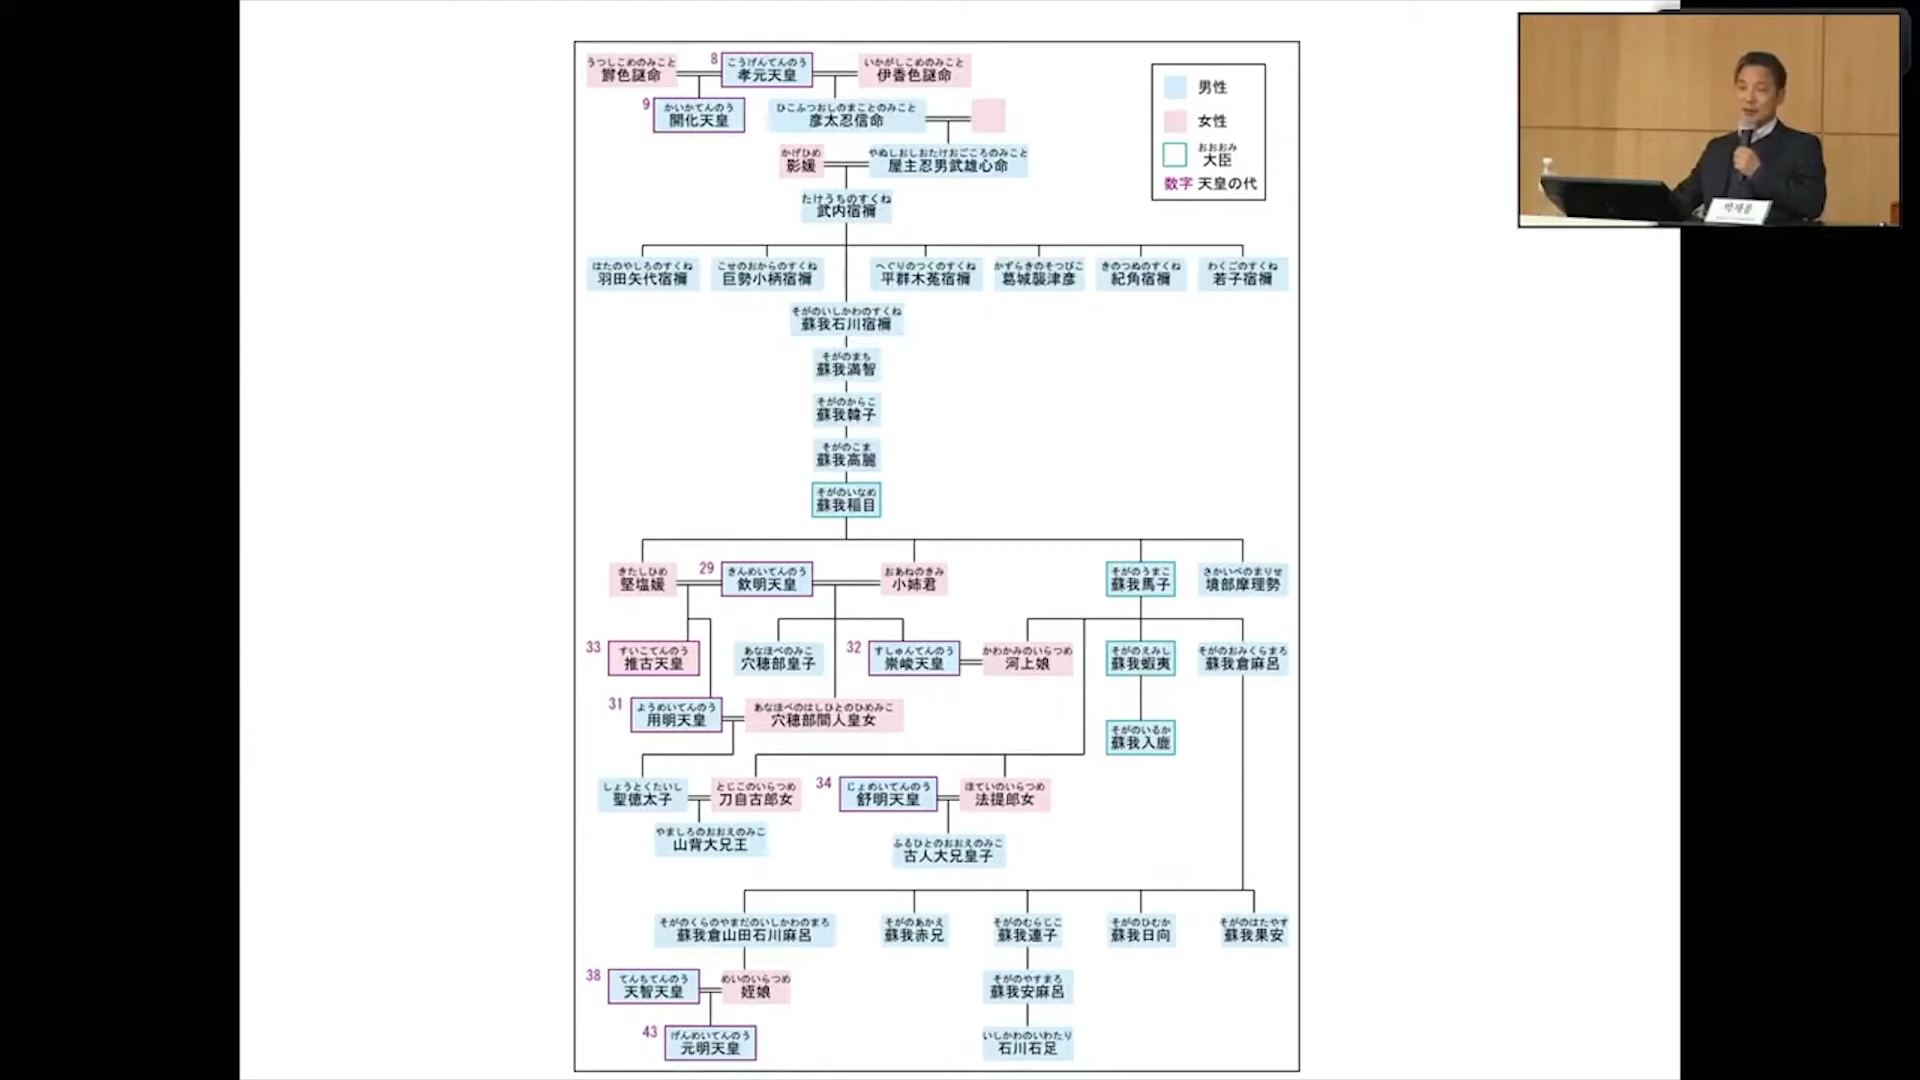 うつしこめのみこと
欝色謎命
8
こうげんてんのう
孝元天皇
いかがしこめのみこと
伊香色謎命
9
かいかてんのう
開化天皇
ひこふつおしのまことのみこと
彦太忍信命
かげひめ
影媛
やぬしおしおたけおごころのみこと
屋主忍男武雄心命
たけうちのすくね
武内宿禰
男性
女性
おおおみ
大臣
数字 天皇の代
はたのやしろのすくね
羽田矢代宿禰
こせのおからのすくね
巨勢小柄宿禰
へぐりのつくのすくね
平群木菟宿禰
かずらきのそつびこ
葛城襲津彦
きのつぬのすくね
紀角宿禰
わくごのすくね
若子宿禰
そがのいしかわのすくね
蘇我石川宿禰
そがのまち
蘇我満智
そがのからこ
蘇我韓子
そがのこま
蘇我高麗
そがのいなめ
蘇我稲目
きたしひめ
堅塩媛
29
きんめいてんのう
欽明天皇
おあねのきみ
小姉君
そがのうまこ
蘇我馬子
さかいべのまりせ
境部摩理勢
33
すいこてんのう
推古天皇
あなほべのみこ
穴穂部皇子
32
すしゅんてんのう
崇峻天皇
かわかみのいらつめ
河上娘
そがのえみし
蘇我蝦夷
そがのおみくらまろ
蘇我倉麻呂
31
ようめいてんのう
用明天皇
あなほべのはしひとのひめみこ
穴穂部間人皇女
そがのいるか
蘇我入鹿
しょうとくたいし
聖徳太子
とじこのいらつめ
刀自古郎女
34
じょめいてんのう
舒明天皇
ほていのいらつめ
法提郎女
やましろのおおえのみこ
山背大兄王
ふるひとのおおえのみこ
古人大兄皇子
そがのくらのやまだのいしかわのまろ
蘇我倉山田石川麻呂
そがのあかえ
蘇我赤兄
そがのむらじこ
蘇我連子
そがのひむか
蘇我日向
そがのはたやす
蘇我果安
38
てんちてんのう
天智天皇
めいのいらつめ
姪娘
そがのやすまろ
蘇我安麻呂
43
げんめいてんのう
元明天皇
いしかわのいわたり
石川石足